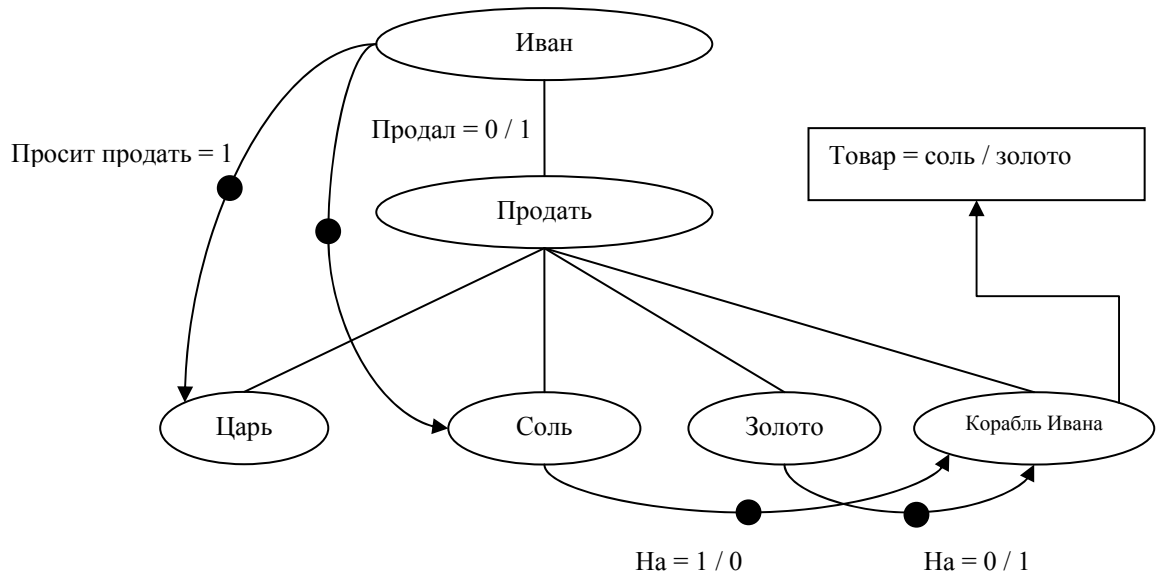 Иван
Продал = 0 / 1
Просит продать = 1
Товар = соль / золото
Продать
Царь
Соль
Золото
Корабль Ивана
На = 1 / 0
На = 0 / 1